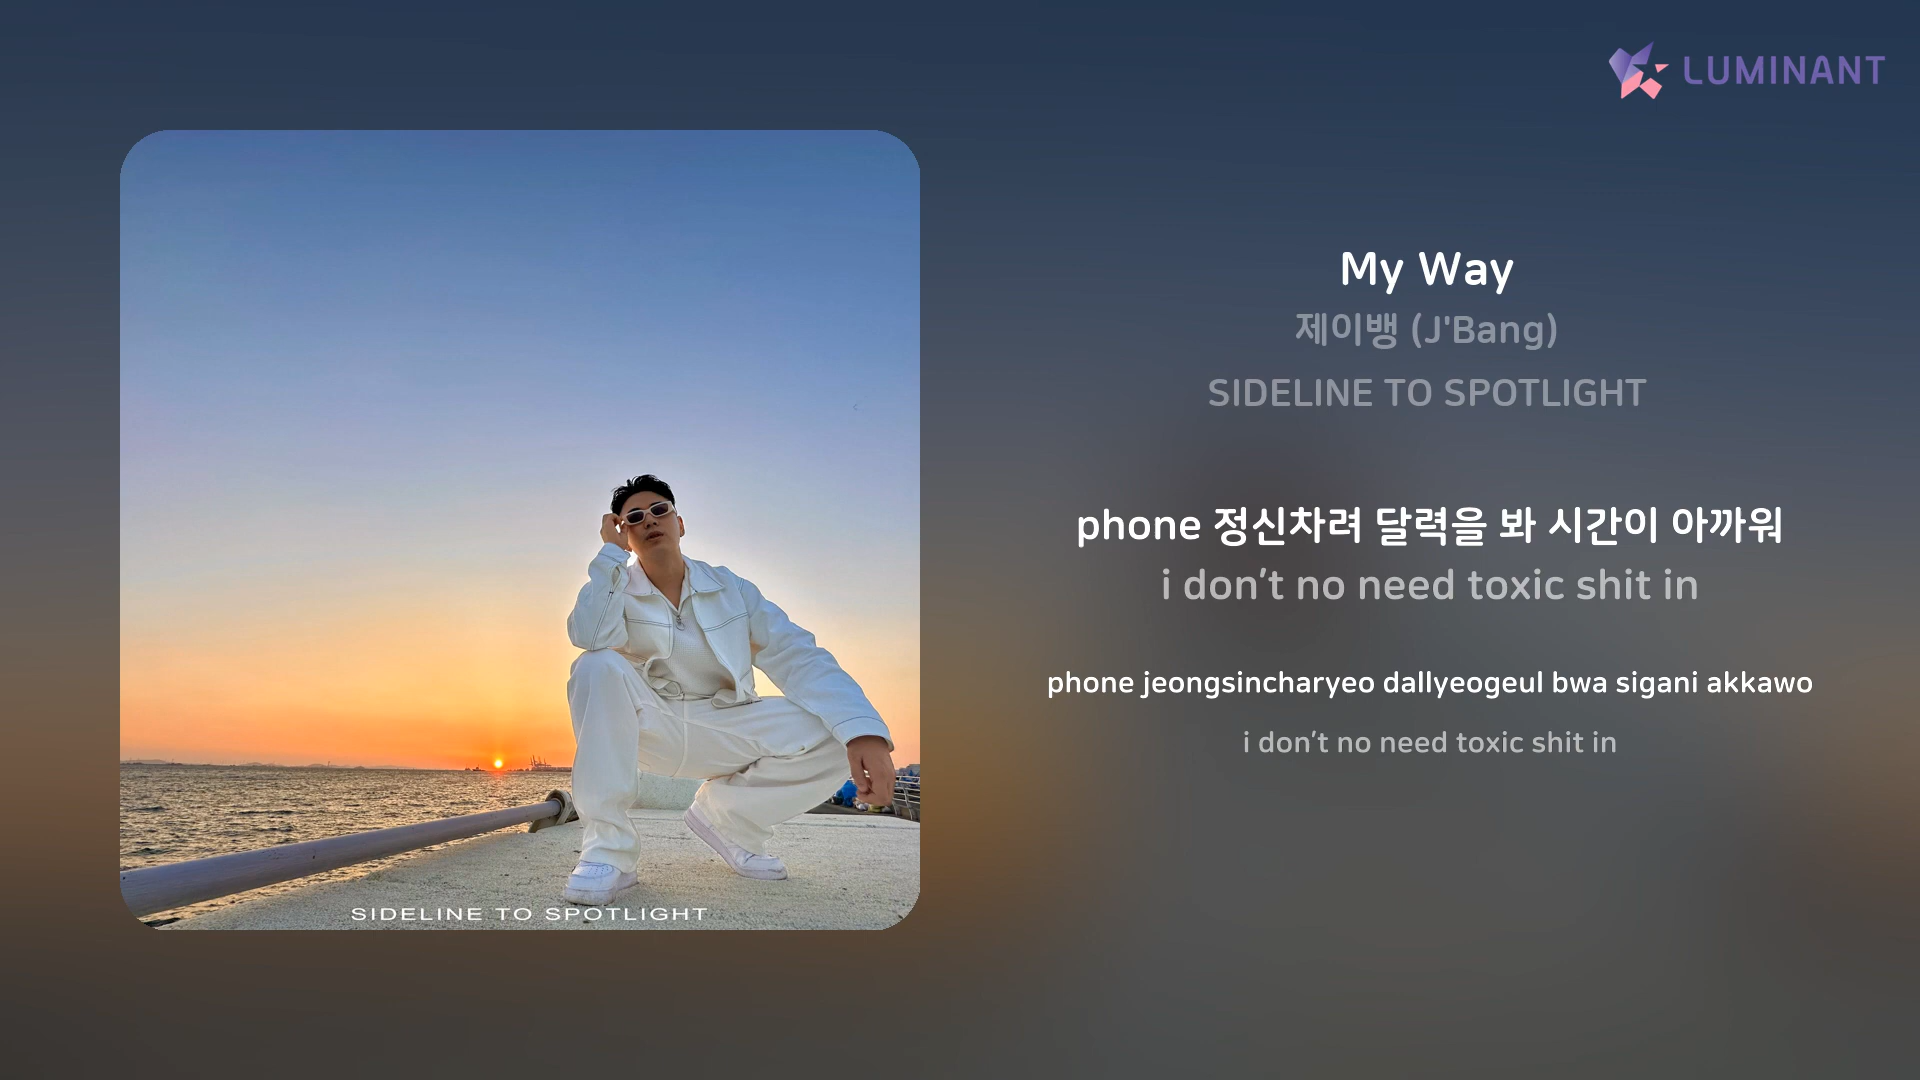 LUMINANT
My Way
제이뱅 (J'Bang)
SIDELINE TO SPOTLIGHT
phone 정신차려 달력을 봐 시간이 아까워
i don't no need toxic shit in
phone jeongsincharyeo dallyeogeul bwa sigani akkawo
i don't no need toxic shit in
SIDELINE TO SPOTLIGHT